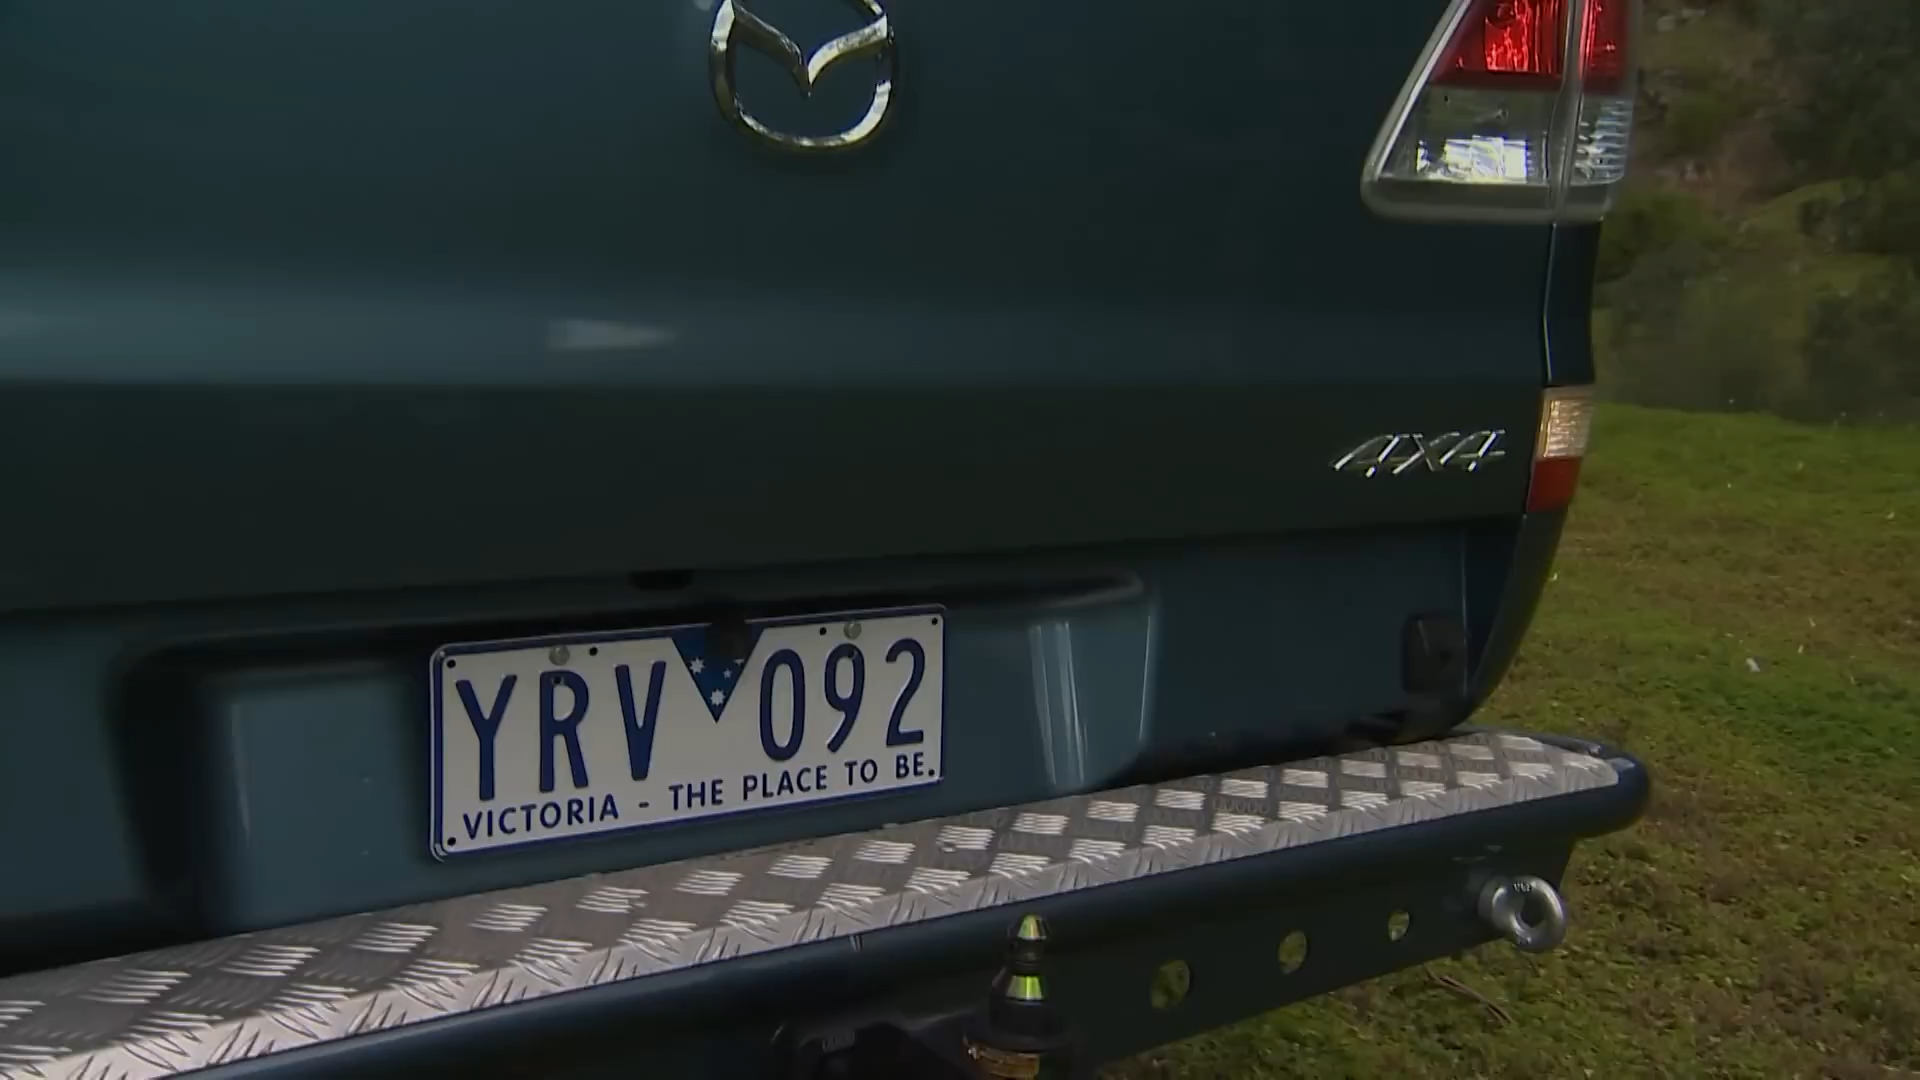 4X4
YRV 092
VICTORIA - THE PLACE TO BE.